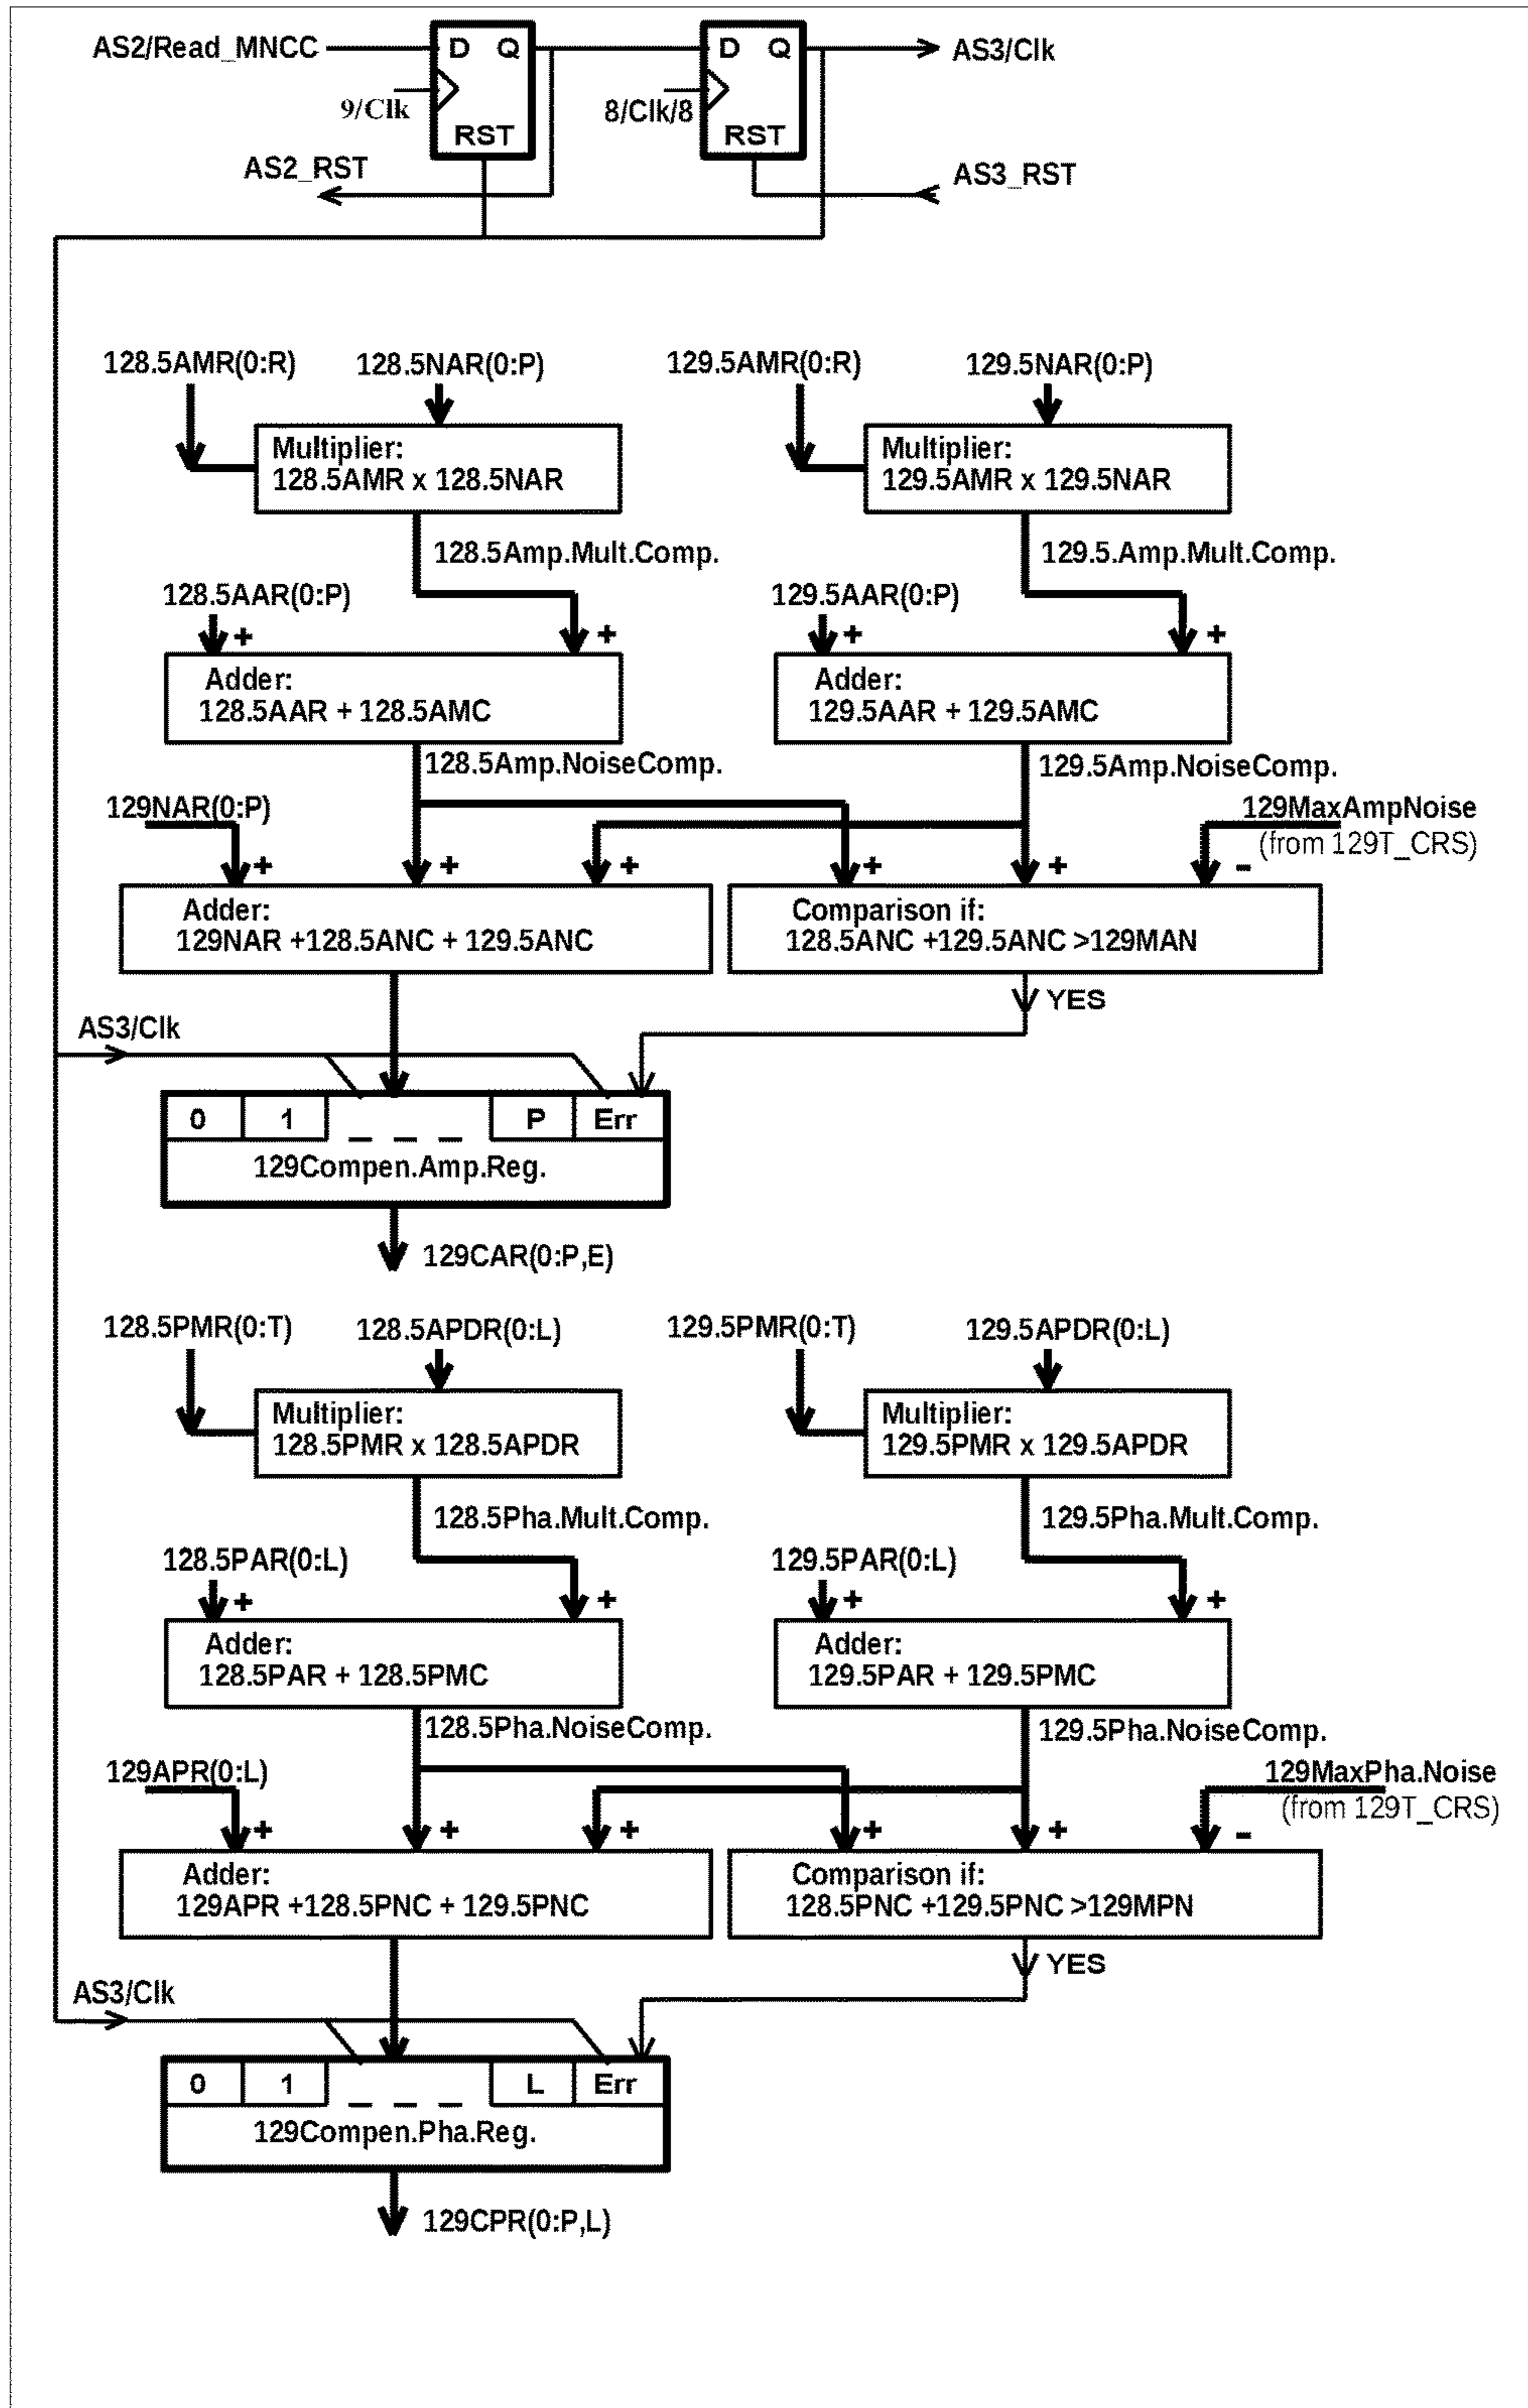 AS2/Read_MNCC
D Q
D Q
AS3/Clk
9/Clk
8/Clk/8
RST
RST
AS2_RST
AS3_RST
128.5AMR(0:R)
128.5NAR(0:P)
129.5AMR(0:R)
129.5NAR(0:P)
Multiplier:
128.5AMR x 128.5NAR
Multiplier:
129.5AMR x 129.5NAR
128.5Amp.Mult.Comp.
129.5.Amp.Mult.Comp.
128.5AAR(0:P)
129.5AAR(0:P)
+
+
+
+
Adder:
128.5AAR + 128.5AMC
Adder:
129.5AAR + 129.5AMC
128.5Amp.NoiseComp.
129.5Amp.NoiseComp.
129NAR(0:P)
129MaxAmpNoise
(from 129T_CRS)
+
+
+
+
+
-
Adder:
129NAR +128.5ANC + 129.5ANC
Comparison if:
128.5ANC +129.5ANC >129MAN
YES
AS3/Clk
0 1 _ _ _ P Err
129Compen.Amp.Reg.
129CAR(0:P,E)
128.5PMR(0:T)
128.5APDR(0:L)
129.5PMR(0:T)
129.5APDR(0:L)
Multiplier:
128.5PMR x 128.5APDR
Multiplier:
129.5PMR x 129.5APDR
128.5Pha.Mult.Comp.
129.5Pha.Mult.Comp.
128.5PAR(0:L)
129.5PAR(0:L)
+
+
+
+
Adder:
128.5PAR + 128.5PMC
Adder:
129.5PAR + 129.5PMC
128.5Pha.NoiseComp.
129.5Pha.NoiseComp.
129APR(0:L)
129MaxPha.Noise
(from 129T_CRS)
+
+
+
+
+
-
Adder:
129APR +128.5PNC + 129.5PNC
Comparison if:
128.5PNC +129.5PNC >129MPN
YES
AS3/Clk
0 1 _ _ _ L Err
129Compen.Pha.Reg.
129CPR(0:P,L)